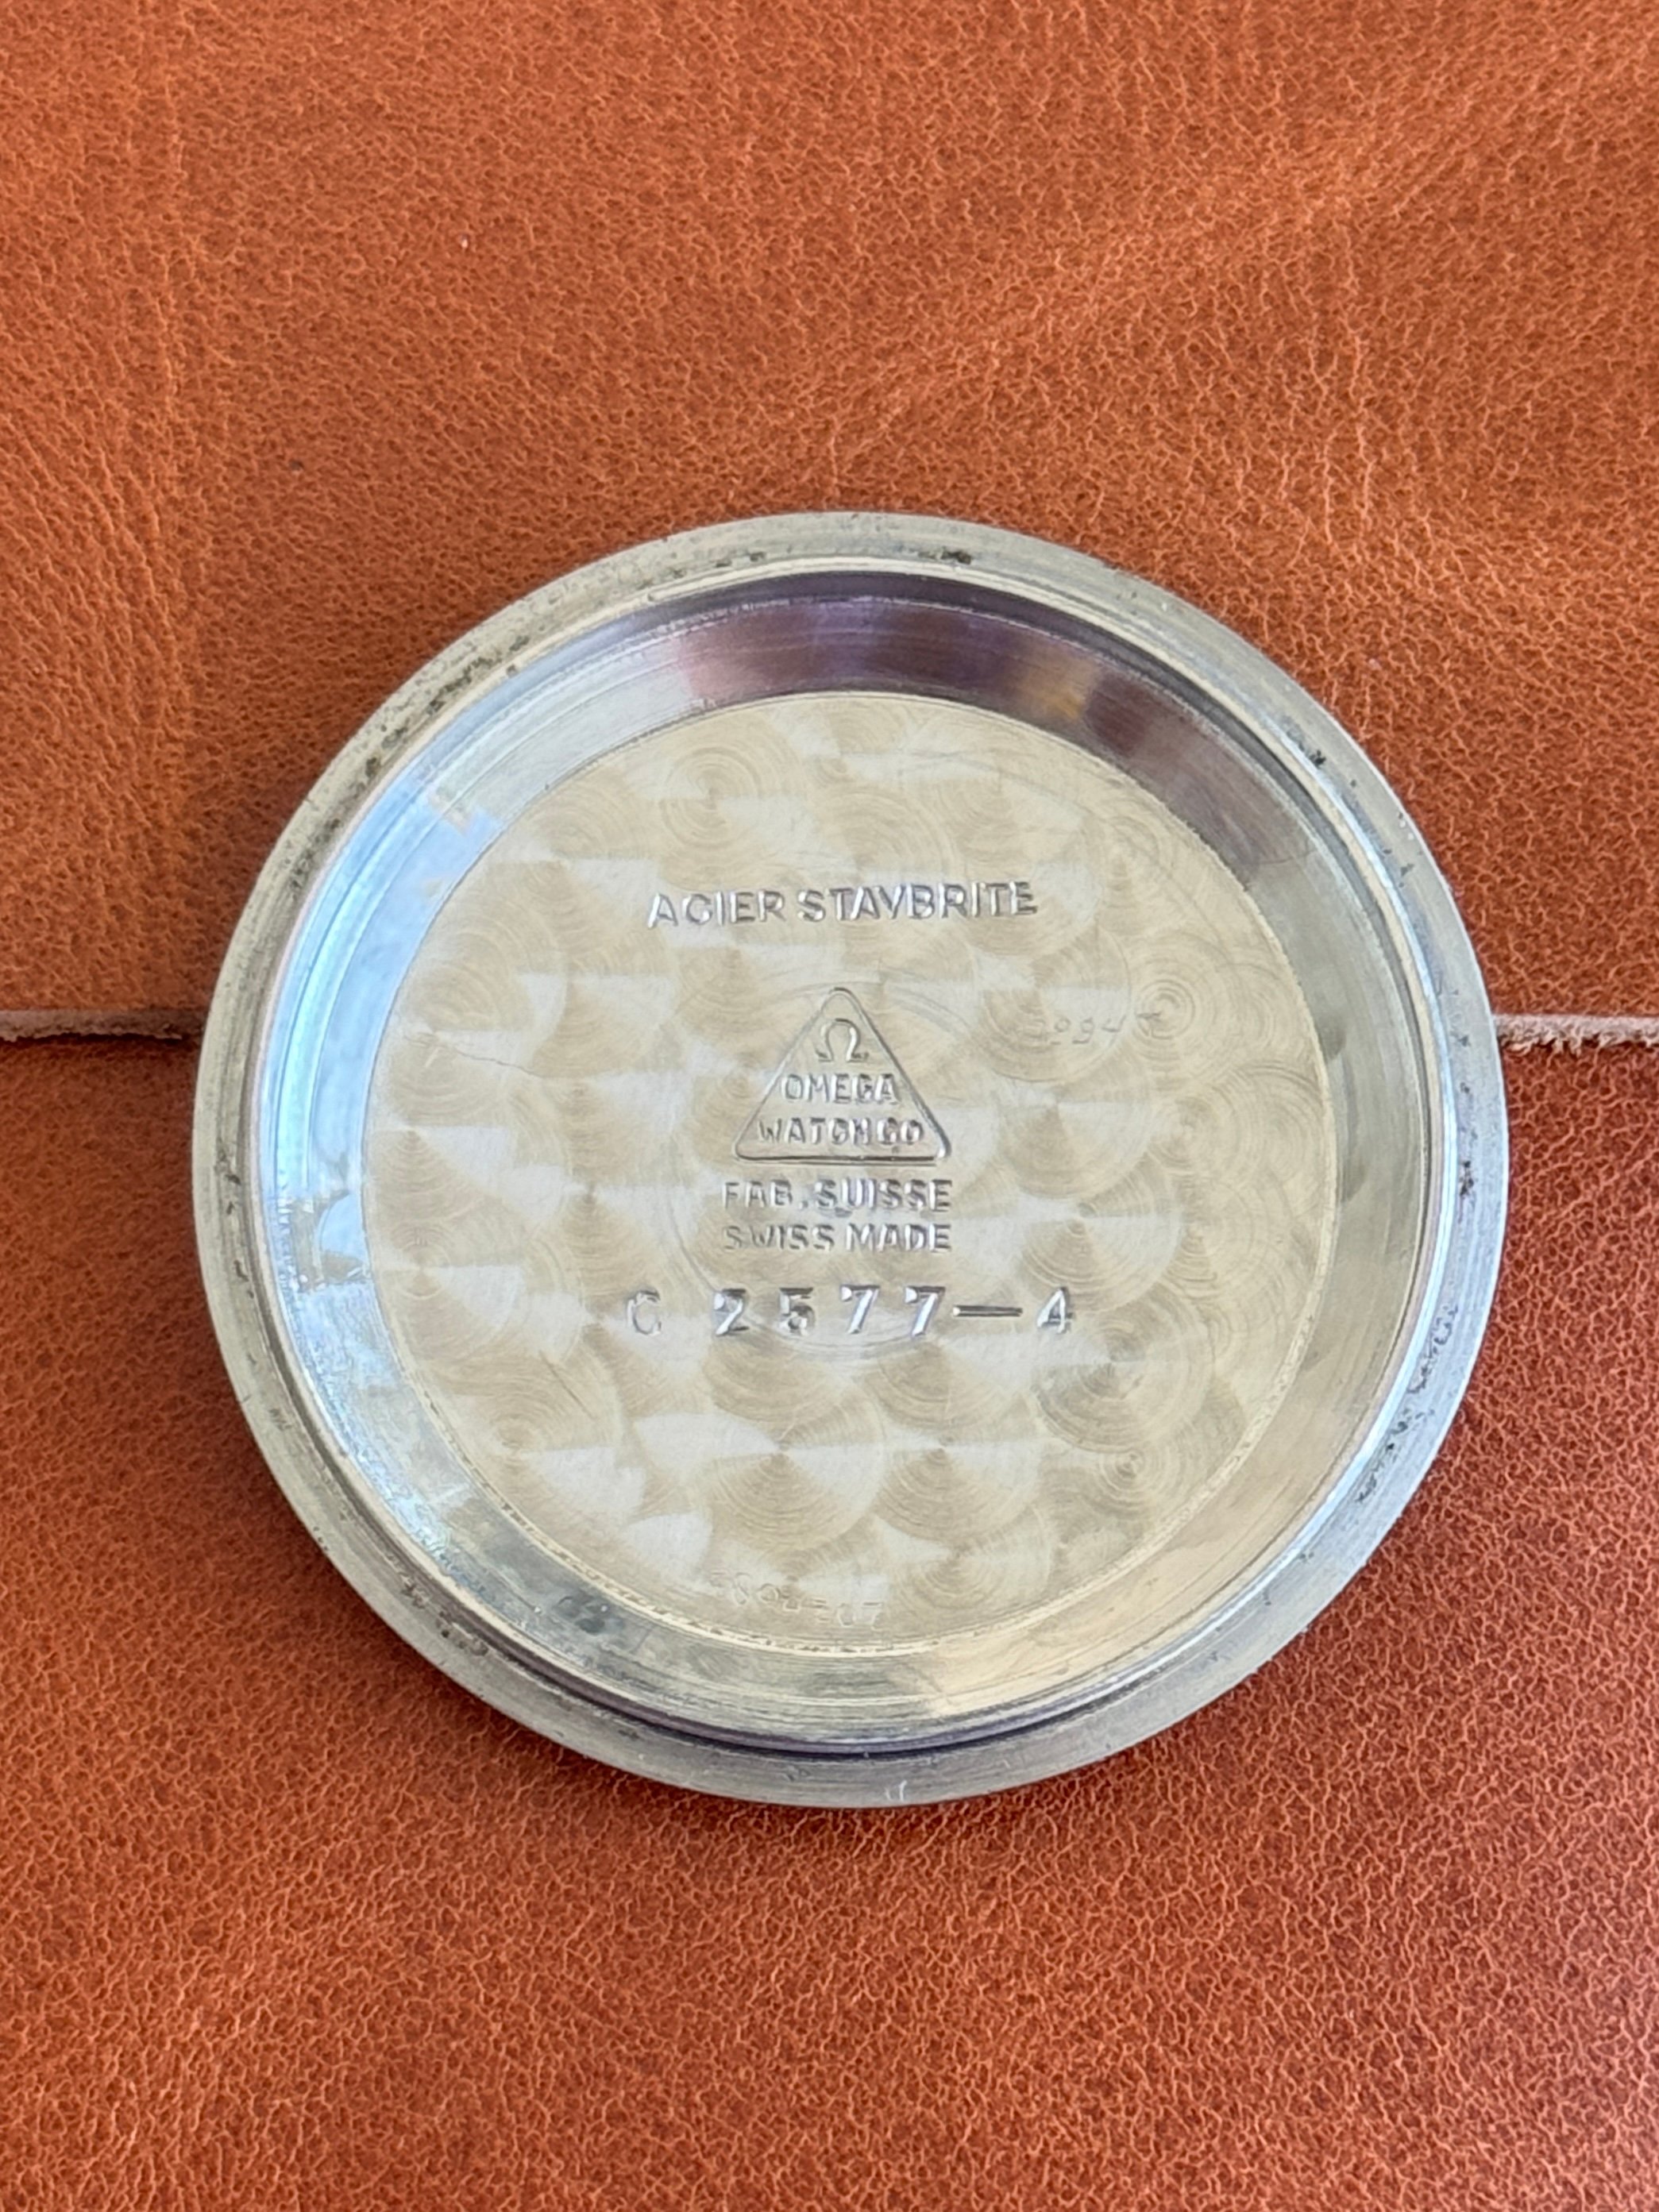 ACIER STAYBRITE
Ω
OMEGA
WATCH CO
FAB. SUISSE
SWISS MADE
C 2577-4